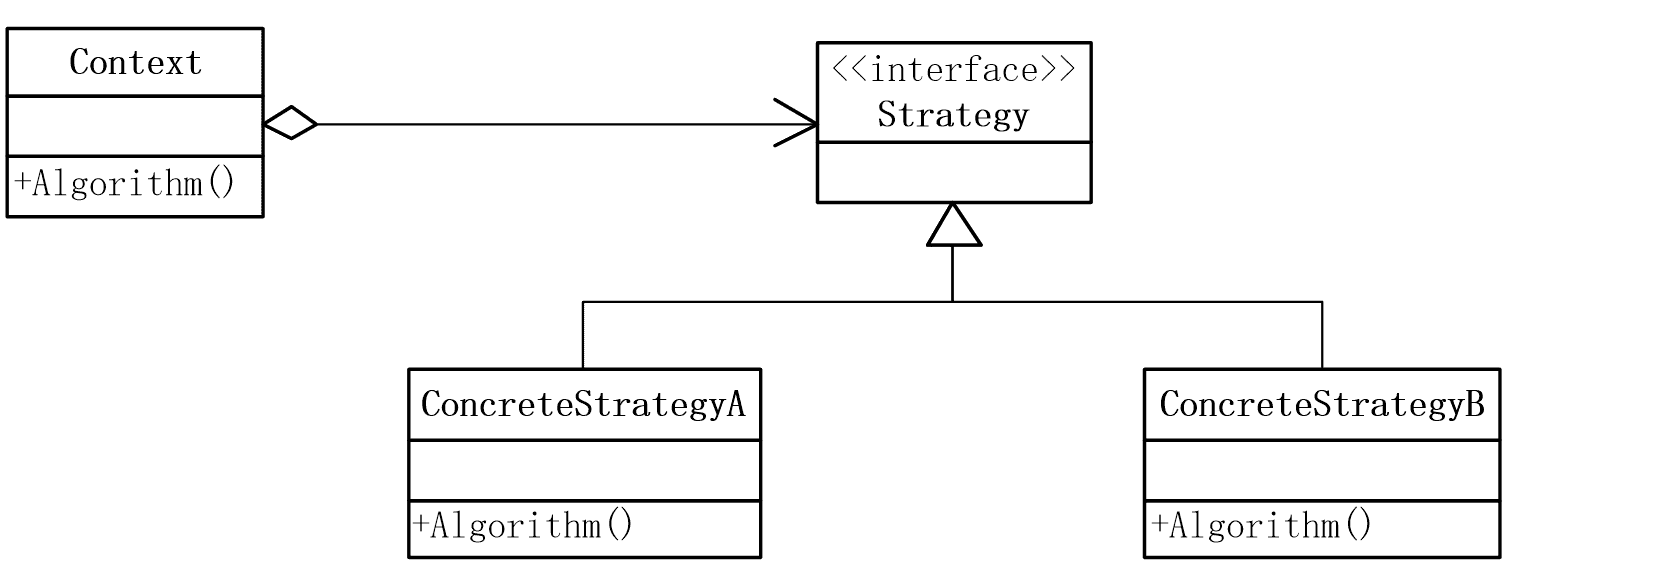 Context
+Algorithm()
<<interface>>
Strategy
ConcreteStrategyA
+Algorithm()
ConcreteStrategyB
+Algorithm()